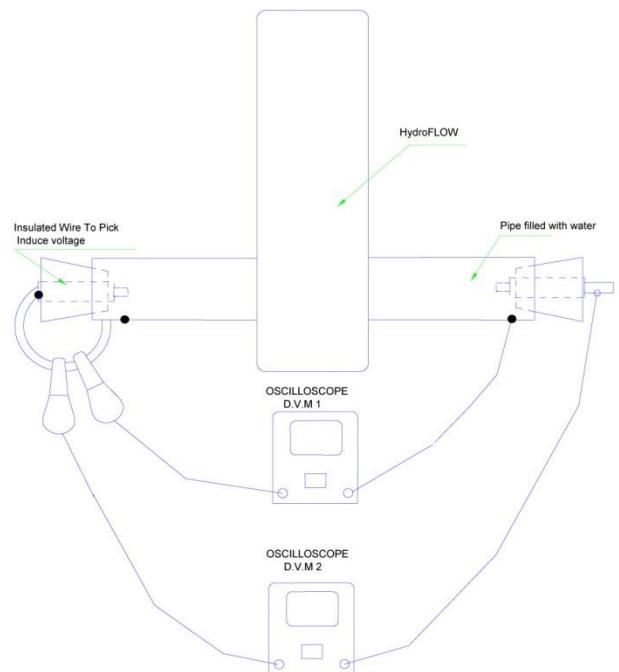 HydroFLOW
Insulated Wire To Pick
Induce voltage
Pipe filled with water
OSCILLOSCOPE
D.V.M 1
OSCILLOSCOPE
D.V.M 2